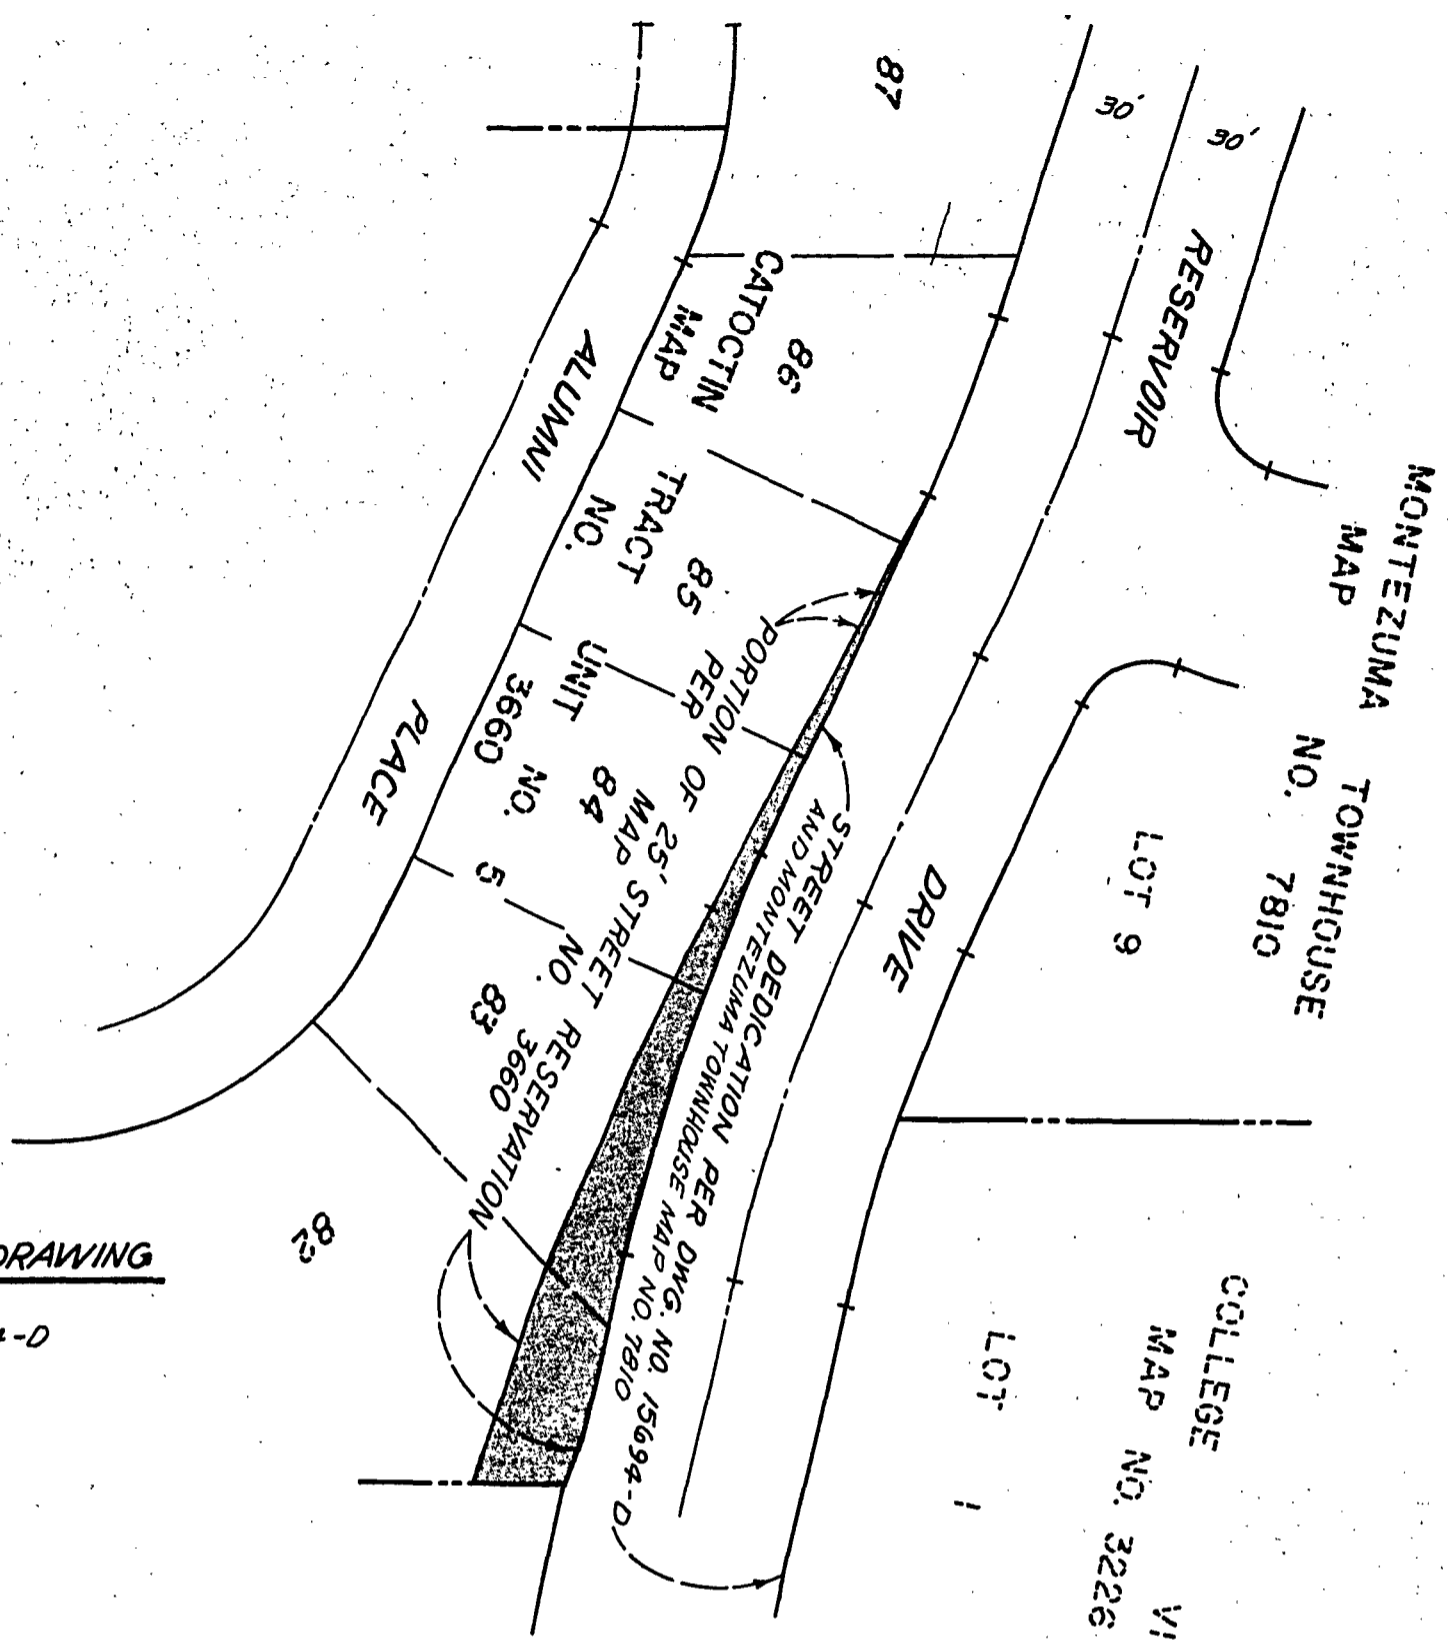 87
30'
30'
RESERVOIR
DRIVE
MONTEZUMA TOWNHOUSE
MAP NO. 7810
LOT 9
COLLEGE
MAP NO. 3226
LOT 1
CATOCTIN TRACT UNIT NO. 5
MAP NO. 3660
86
85
84
83
82
ALUMNI
PLACE
PORTION OF 25' STREET RESERVATION
PER MAP NO. 3660
STREET DEDICATION PER DWG. NO. 15694-D
AND MONTEZUMA TOWNHOUSE MAP NO. 7810
DRAWING
-D